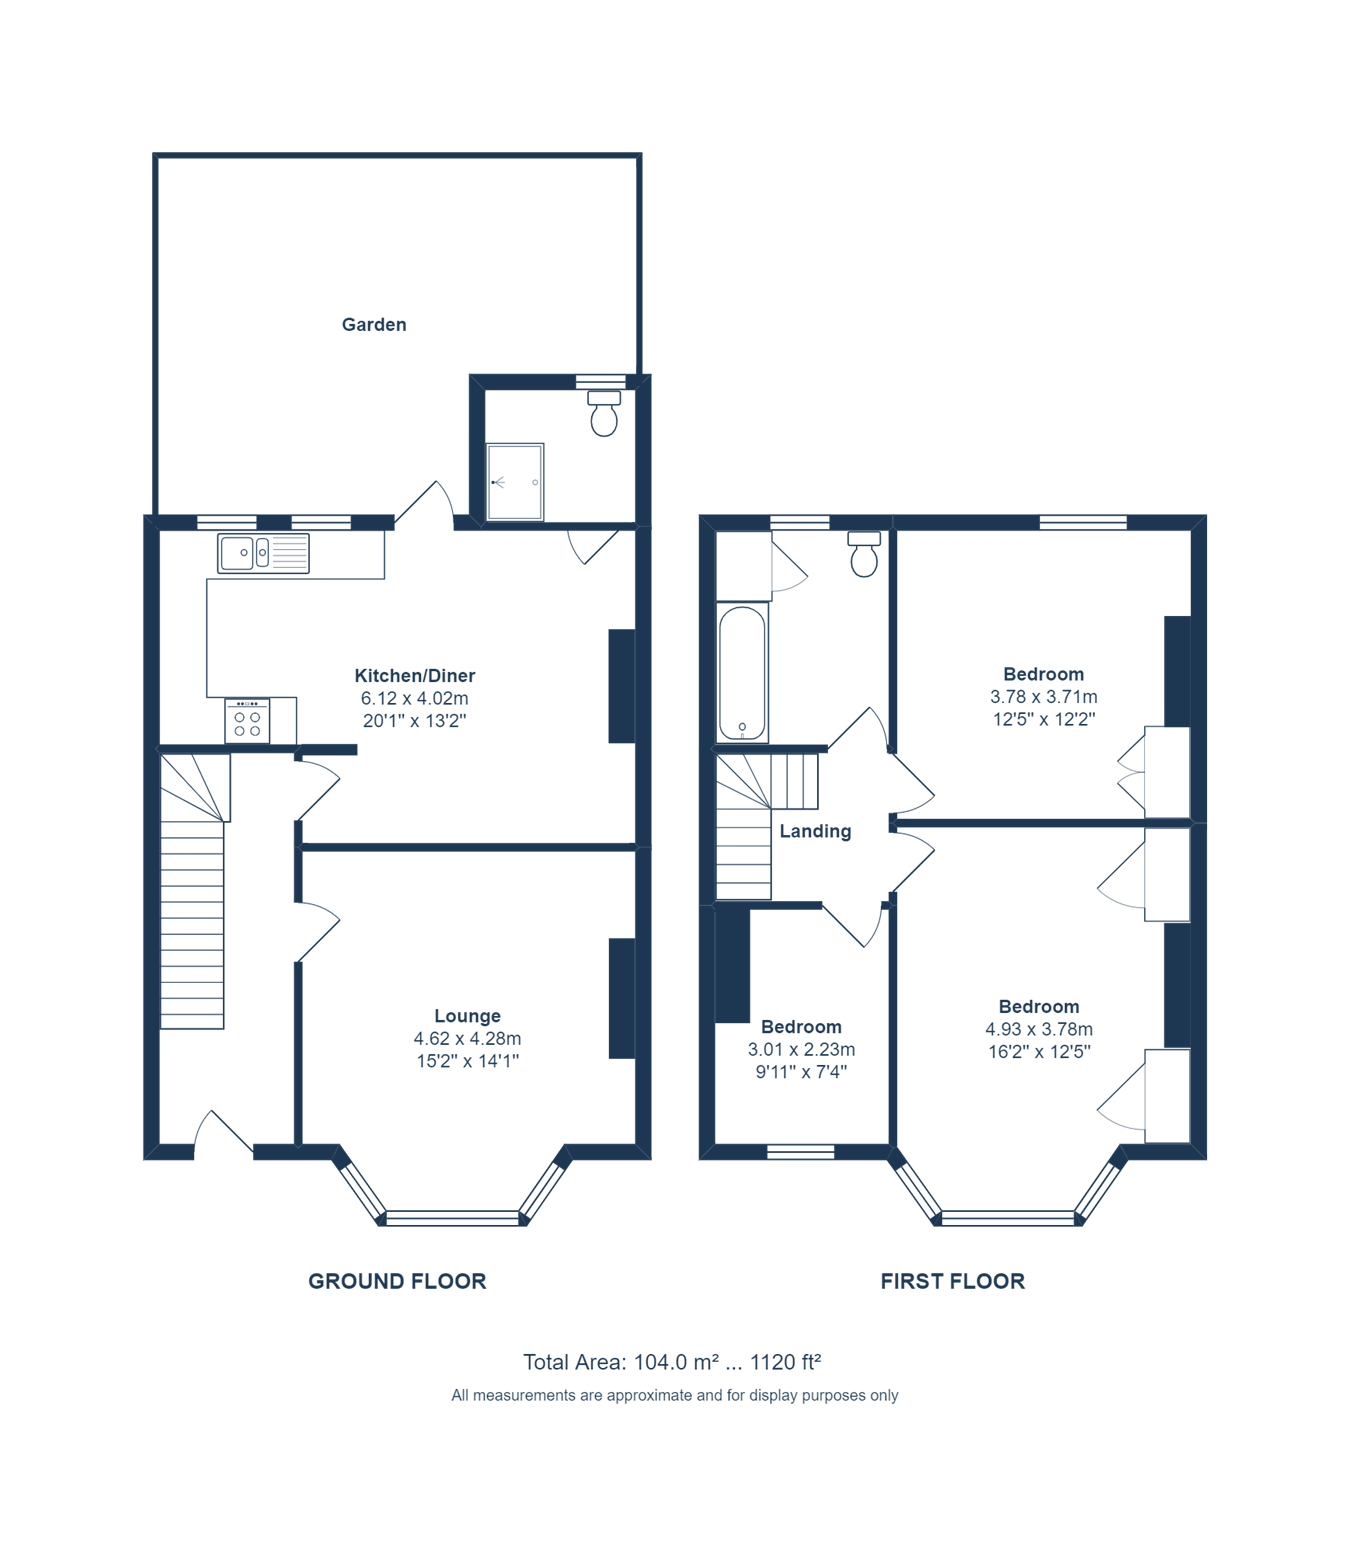 Garden
Kitchen/Diner
6.12 x 4.02m
20'1" x 13'2"
Lounge
4.62 x 4.28m
15'2" x 14'1"
GROUND FLOOR
Bedroom
3.78 x 3.71m
12'5" x 12'2"
Landing
Bedroom
3.01 x 2.23m
9'11" x 7'4"
Bedroom
4.93 x 3.78m
16'2" x 12'5"
FIRST FLOOR
Total Area: 104.0 m² ... 1120 ft²
All measurements are approximate and for display purposes only